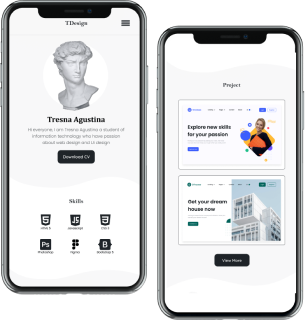 TDesign
Tresna Agustina
Hi everyone, I am Tresna Agustina a student of
information technology who have passion
about web design and UI design
Download CV
Skills
HTML 5
Javascript
CSS 3
Photoshop
Figma
Bootstrap 5
Project
Explore new skills
for your passion
Get your dream
house now
View More